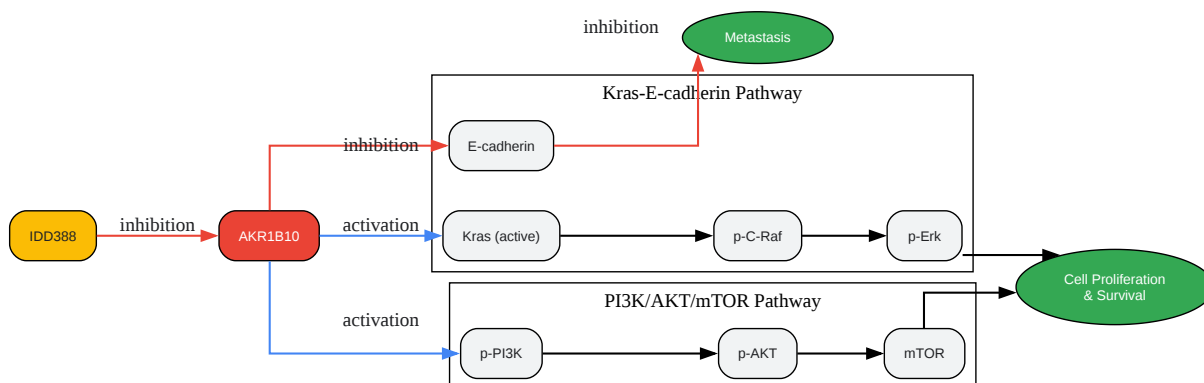 inhibition
Metastasis
Kras-E-cadherin Pathway
inhibition
E-cadherin
IDD388
inhibition
AKR1B10
activation
Kras (active)
p-C-Raf
p-Erk
Cell Proliferation
& Survival
PI3K/AKT/mTOR Pathway
activation
p-PI3K
p-AKT
mTOR